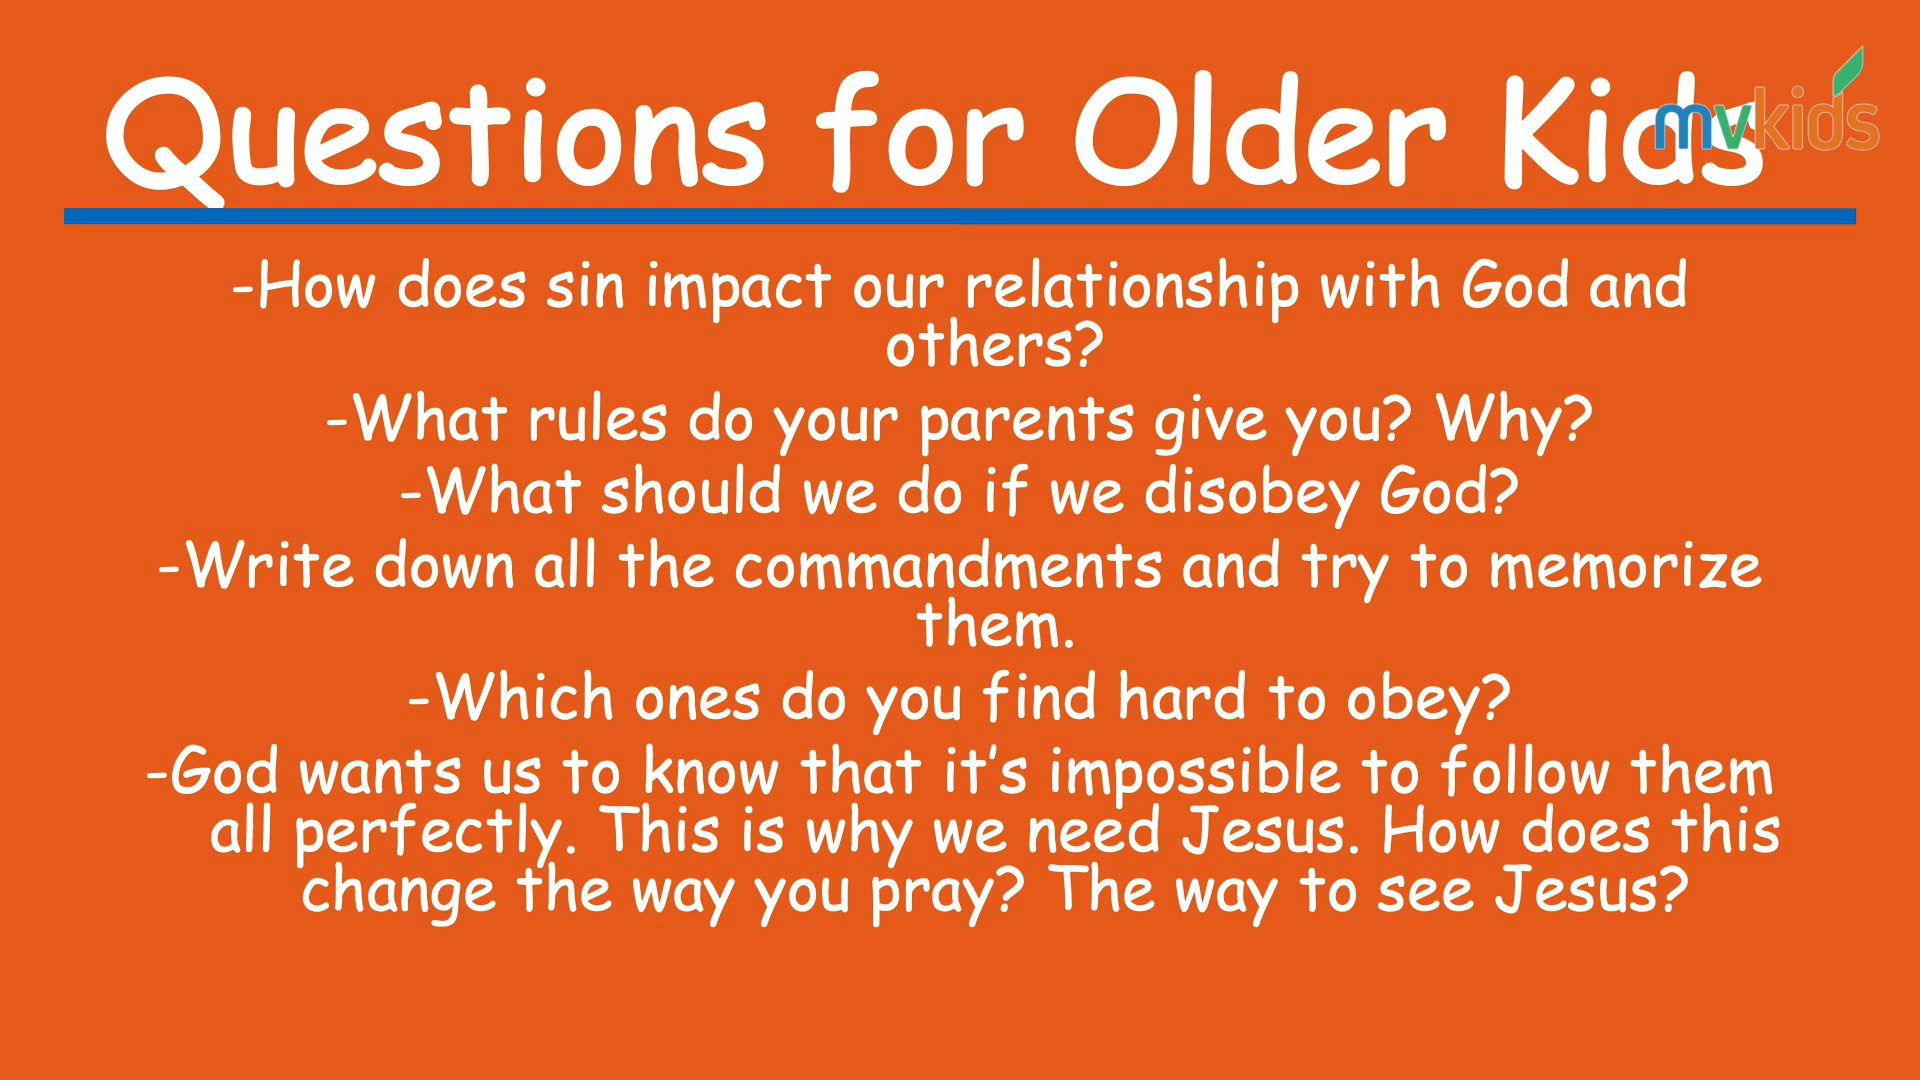 Questions for Older Kids
mvkids
-How does sin impact our relationship with God and
others?
-What rules do your parents give you? Why?
-What should we do if we disobey God?
-Write down all the commandments and try to memorize
them.
-Which ones do you find hard to obey?
-God wants us to know that it’s impossible to follow them
all perfectly. This is why we need Jesus. How does this
change the way you pray? The way to see Jesus?